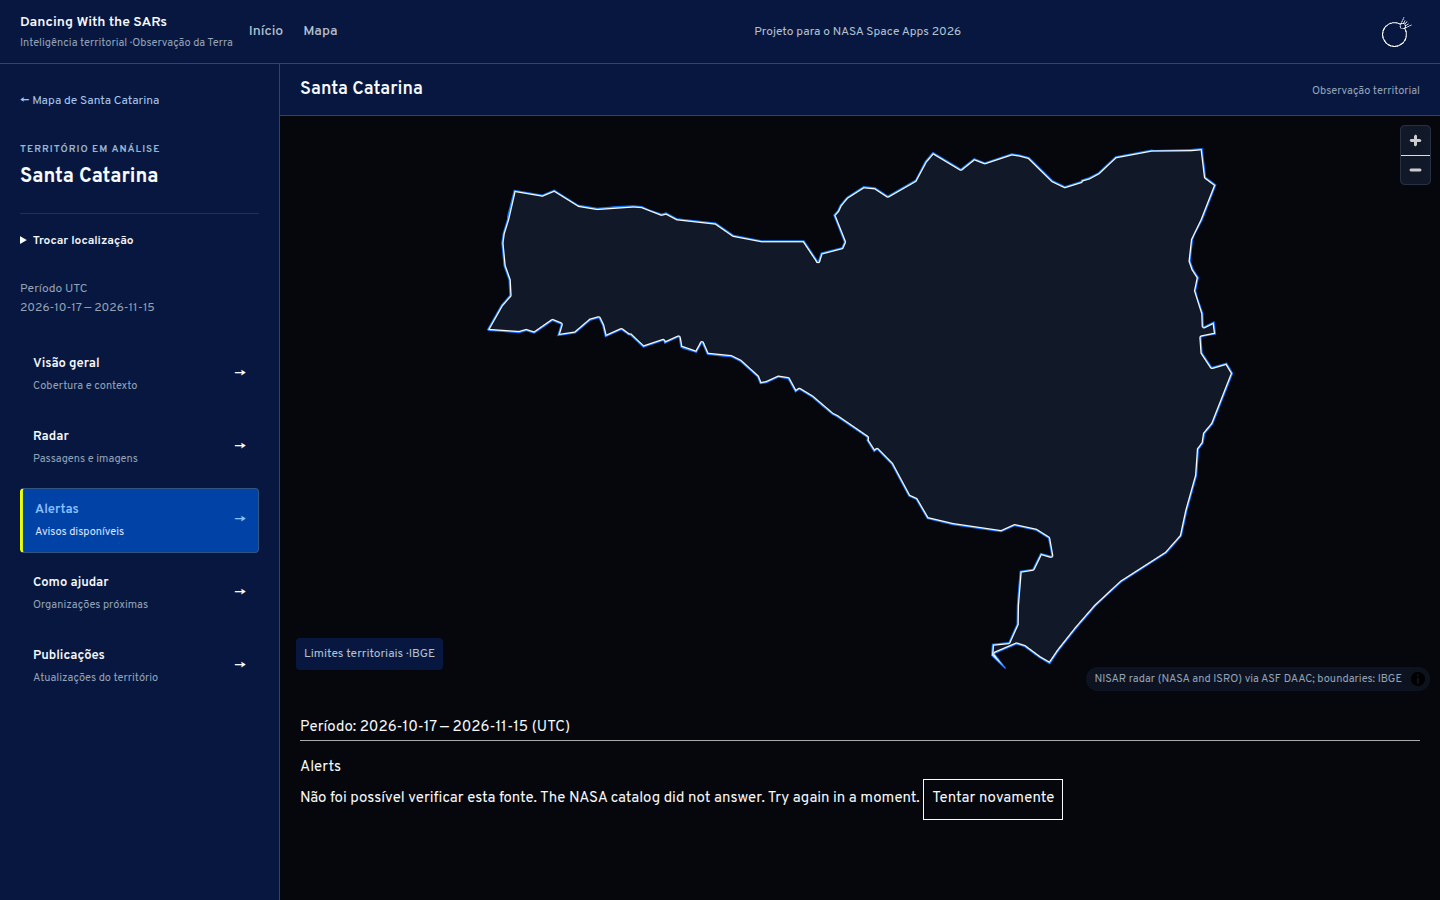 Dancing With the SARs
Inteligência territorial ·Observação da Terra
Início
Mapa
Projeto para o NASA Space Apps 2026
← Mapa de Santa Catarina
TERRITÓRIO EM ANÁLISE
Santa Catarina
▶ Trocar localização
Período UTC
2026-10-17 — 2026-11-15
Visão geral →
Cobertura e contexto
Radar →
Passagens e imagens
Alertas →
Avisos disponíveis
Como ajudar →
Organizações próximas
Publicações →
Atualizações do território
Santa Catarina
Observação territorial
+
−
Limites territoriais ·IBGE
NISAR radar (NASA and ISRO) via ASF DAAC; boundaries: IBGE
Período: 2026-10-17 — 2026-11-15 (UTC)
Alerts
Não foi possível verificar esta fonte. The NASA catalog did not answer. Try again in a moment. Tentar novamente